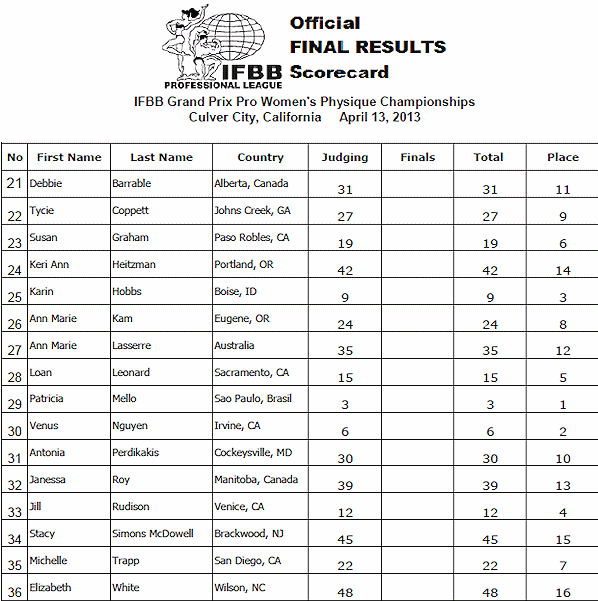 Official
FINAL RESULTS
Scorecard
IFBB
PROFESSIONAL LEAGUE
IFBB Grand Prix Pro Women's Physique Championships
Culver City, California April 13, 2013
No First Name Last Name Country Judging Finals Total Place
21 Debbie Barrable Alberta, Canada 31 31 11
22 Tycie Coppett Johns Creek, GA 27 27 9
23 Susan Graham Paso Robles, CA 19 19 6
24 Keri Ann Heitzman Portland, OR 42 42 14
25 Karin Hobbs Boise, ID 9 9 3
26 Ann Marie Kam Eugene, OR 24 24 8
27 Ann Marie Lasserre Australia 35 35 12
28 Loan Leonard Sacramento, CA 15 15 5
29 Patricia Mello Sao Paulo, Brasil 3 3 1
30 Venus Nguyen Irvine, CA 6 6 2
31 Antonia Perdikakis Cockeysville, MD 30 30 10
32 Janessa Roy Manitoba, Canada 39 39 13
33 Jill Rudison Venice, CA 12 12 4
34 Stacy Simons McDowell Brackwood, NJ 45 45 15
35 Michelle Trapp San Diego, CA 22 22 7
36 Elizabeth White Wilson, NC 48 48 16